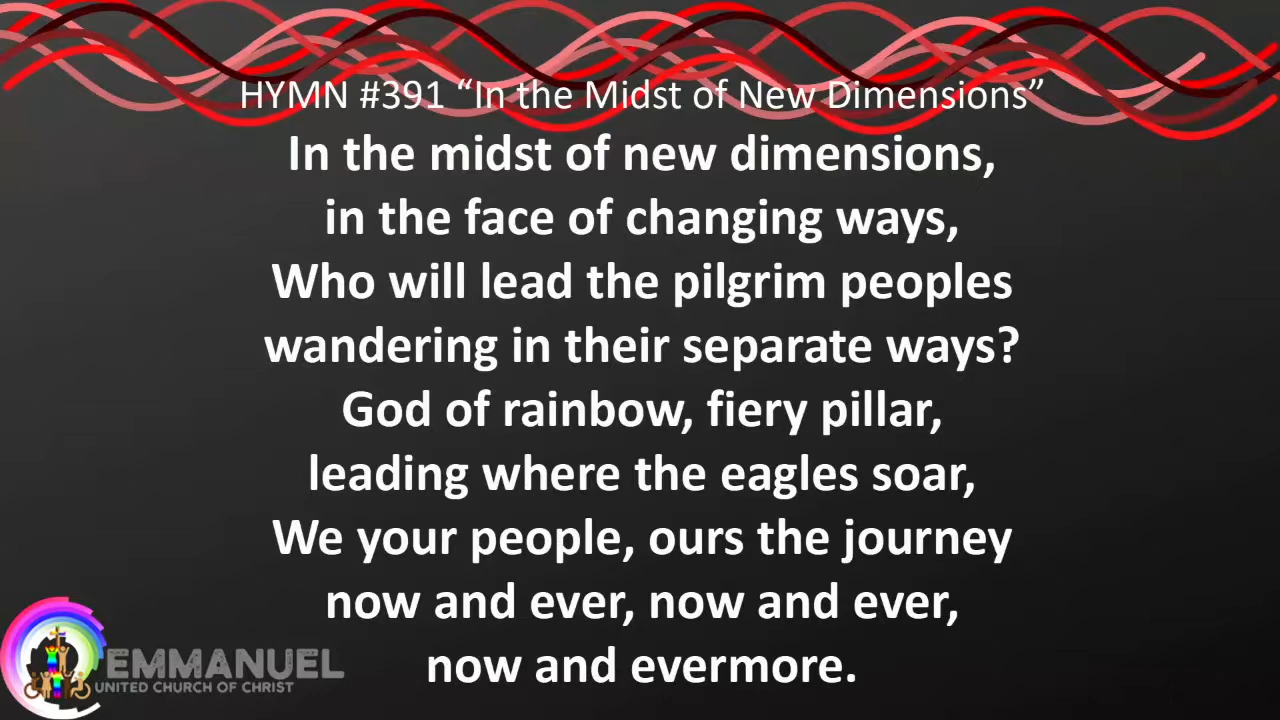 HYMN #391 “In the Midst of New Dimensions”
In the midst of new dimensions,
in the face of changing ways,
Who will lead the pilgrim peoples
wandering in their separate ways?
God of rainbow, fiery pillar,
leading where the eagles soar,
We your people, ours the journey
now and ever, now and ever,
now and evermore.
EMMANUEL
UNITED CHURCH OF CHRIST